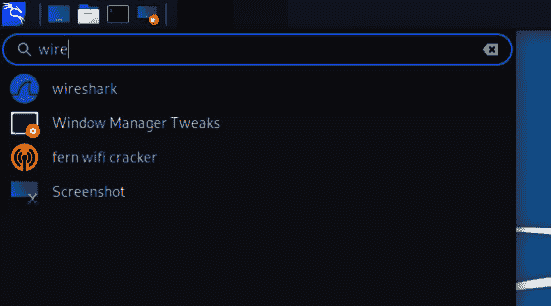 wire
wireshark
Window Manager Tweaks
fern wifi cracker
Screenshot